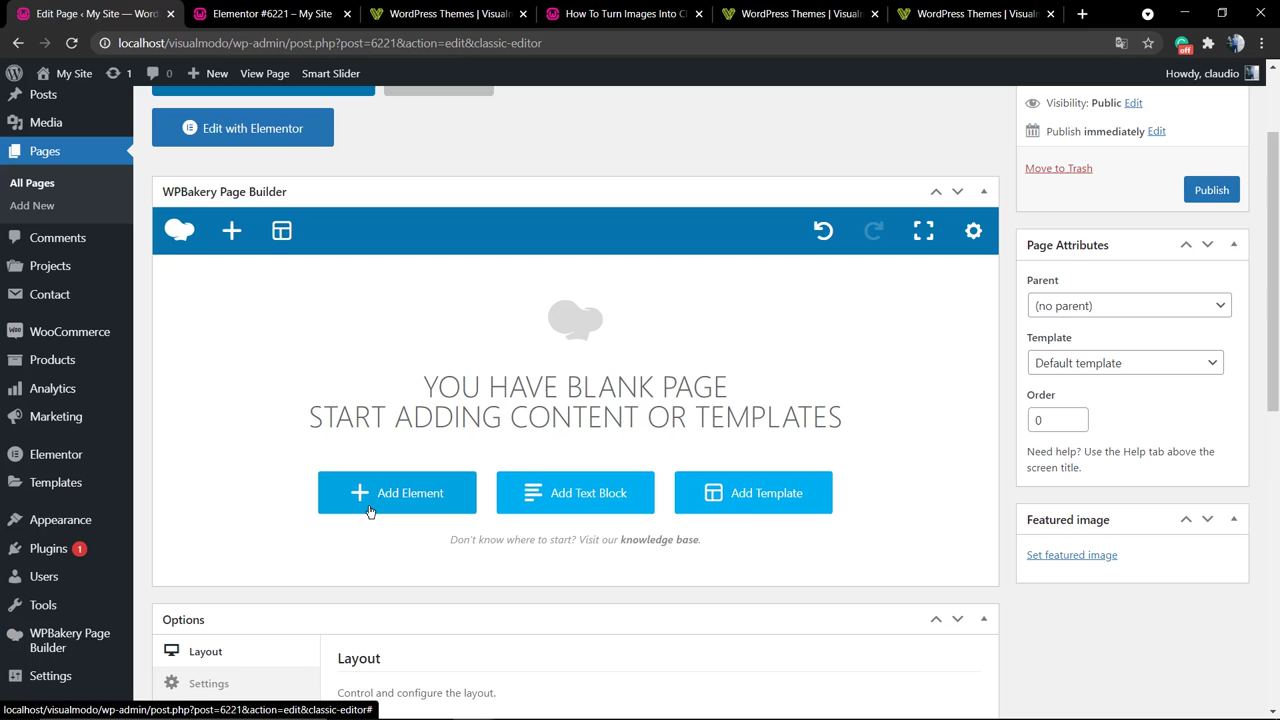 Edit Page ‹ My Site — Word
Elementor #6221 – My Site
WordPress Themes | Visualm
How To Turn Images Into Cl
WordPress Themes | Visualm
WordPress Themes | Visualm
localhost/visualmodo/wp-admin/post.php?post=6221&action=edit&classic-editor
off
My Site
1
0
New
View Page
Smart Slider
Howdy, claudio
Posts
Media
Pages
All Pages
Add New
Comments
Projects
Contact
WooCommerce
Products
Analytics
Marketing
Elementor
Templates
Appearance
Plugins 1
Users
Tools
WPBakery Page
Builder
Settings
Edit with Elementor
WPBakery Page Builder
YOU HAVE BLANK PAGE
START ADDING CONTENT OR TEMPLATES
Add Element
Add Text Block
Add Template
Don't know where to start? Visit our knowledge base.
Options
Layout
Settings
Layout
Control and configure the layout.
Visibility: Public Edit
Publish immediately Edit
Move to Trash
Publish
Page Attributes
Parent
(no parent)
Template
Default template
Order
0
Need help? Use the Help tab above the
screen title.
Featured image
Set featured image
localhost/visualmodo/wp-admin/post.php?post=6221&action=edit&classic-editor#